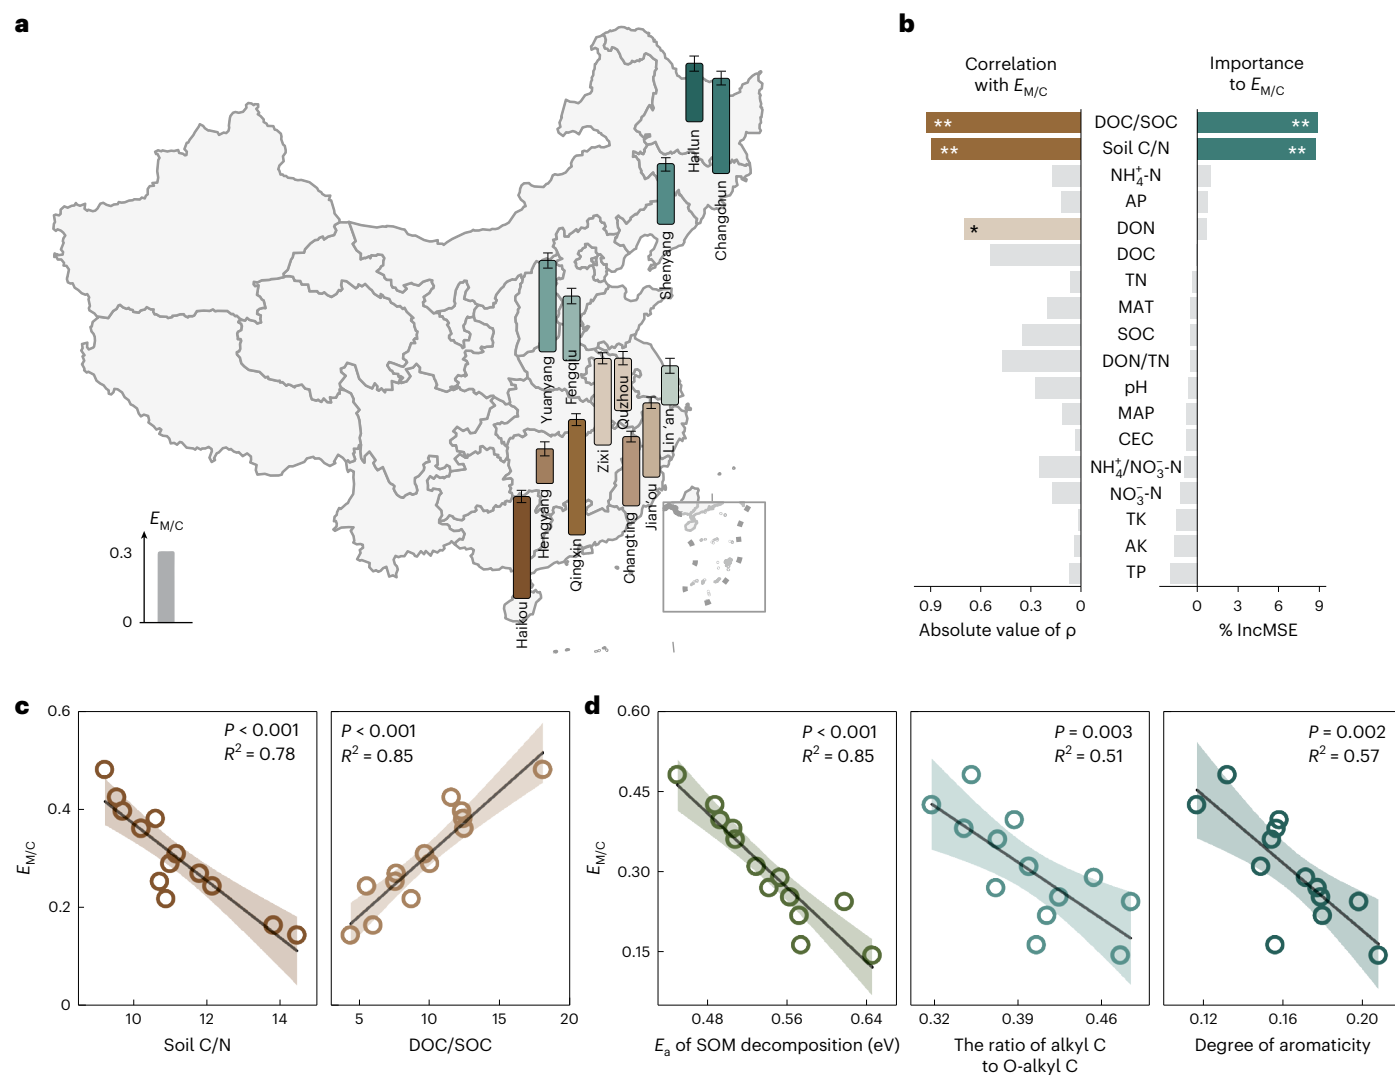 a
Hailun
Changchun
Shenyang
Yuanyang
Fengqiu
Quzhou
Zixi
Lin'an
Jian'ou
Changting
Hengyang
Qingxin
Haikou
E M/C
0.3
0
b
Correlation
with E M/C
Importance
to E M/C
** DOC/SOC **
** Soil C/N **
NH4+-N
AP
* DON
DOC
TN
MAT
SOC
DON/TN
pH
MAP
CEC
NH4+/NO3−-N
NO3−-N
TK
AK
TP
0.9 0.6 0.3 0 0 3 6 9
Absolute value of ρ % IncMSE
c
E M/C
0.6
0.4
0.2
0
P < 0.001
R2 = 0.78
10 12 14
Soil C/N
P < 0.001
R2 = 0.85
5 10 15 20
DOC/SOC
d
E M/C
0.60
0.45
0.30
0.15
P < 0.001
R2 = 0.85
0.48 0.56 0.64
Ea of SOM decomposition (eV)
P = 0.003
R2 = 0.51
0.32 0.39 0.46
The ratio of alkyl C
to O-alkyl C
P = 0.002
R2 = 0.57
0.12 0.16 0.20
Degree of aromaticity